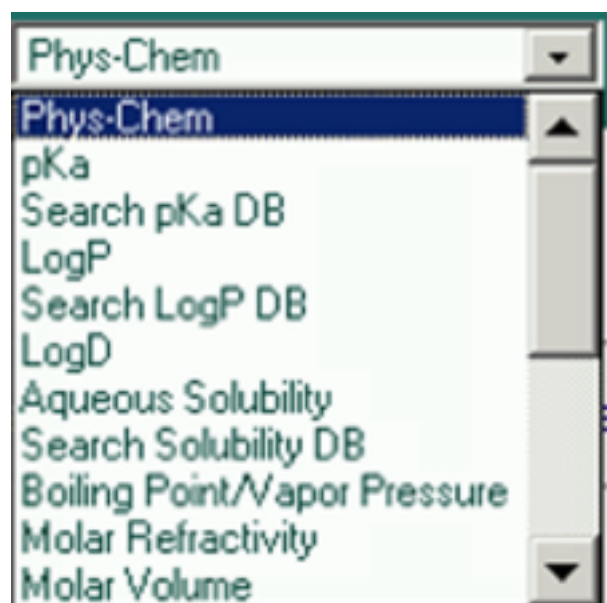 Phys-Chem
Phys-Chem
pKa
Search pKa DB
LogP
Search LogP DB
LogD
Aqueous Solubility
Search Solubility DB
Boiling Point/Vapor Pressure
Molar Refractivity
Molar Volume